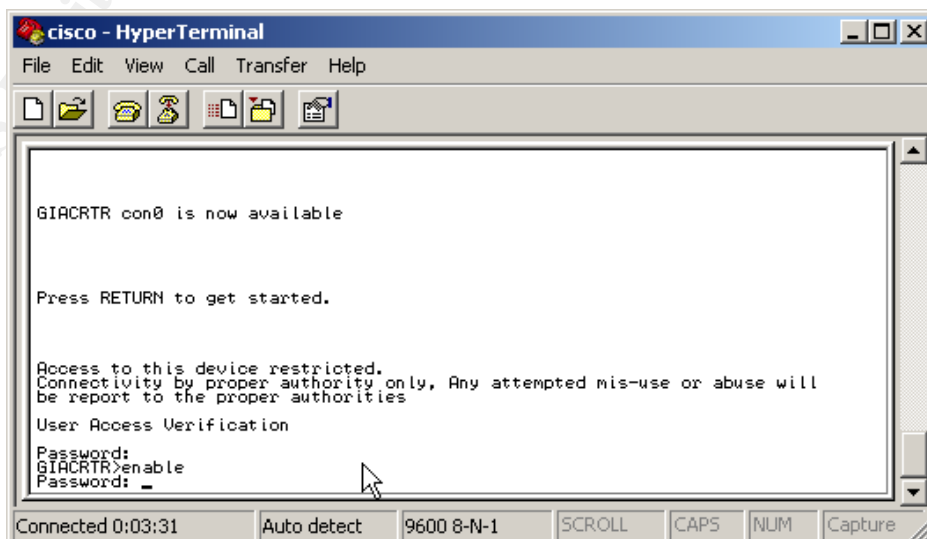 cisco - HyperTerminal
File Edit View Call Transfer Help
GIACRTR con0 is now available
Press RETURN to get started.
Access to this device restricted.
Connectivity by proper authority only, Any attempted mis-use or abuse will
be report to the proper authorities
User Access Verification
Password:
GIACRTR>enable
Password: _
Connected 0:03:31 Auto detect 9600 8-N-1 SCROLL CAPS NUM Capture